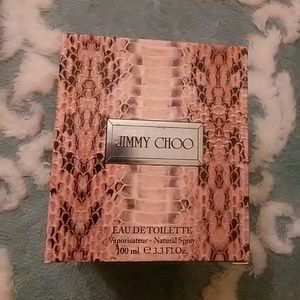 JIMMY CHOO
EAU DE TOILETTE
Vaporisateur - Natural Spray
100 ml e 3.3 Fl.Oz.